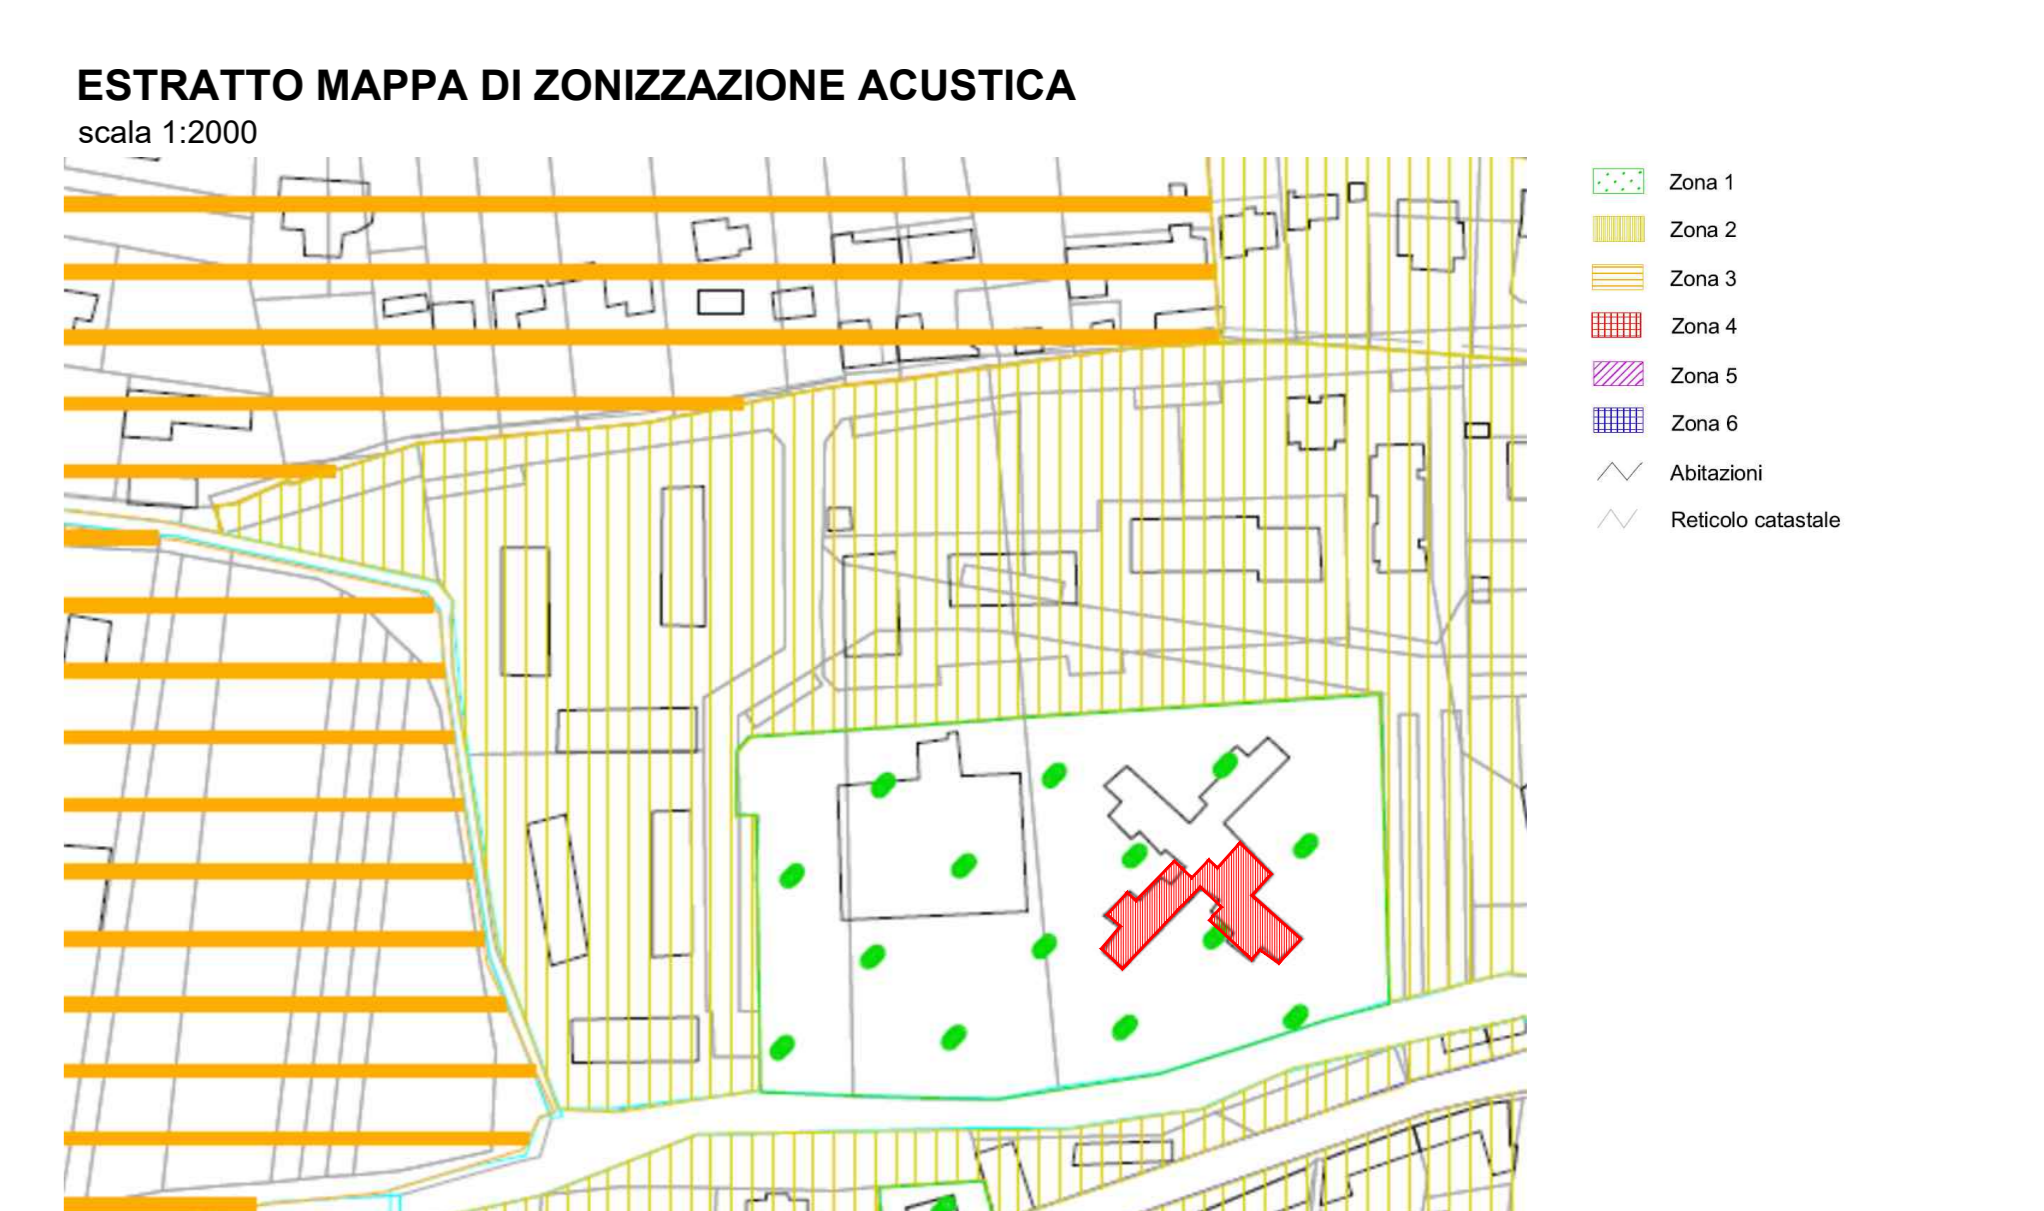 ESTRATTO MAPPA DI ZONIZZAZIONE ACUSTICA
scala 1:2000
Zona 1
Zona 2
Zona 3
Zona 4
Zona 5
Zona 6
Abitazioni
Reticolo catastale